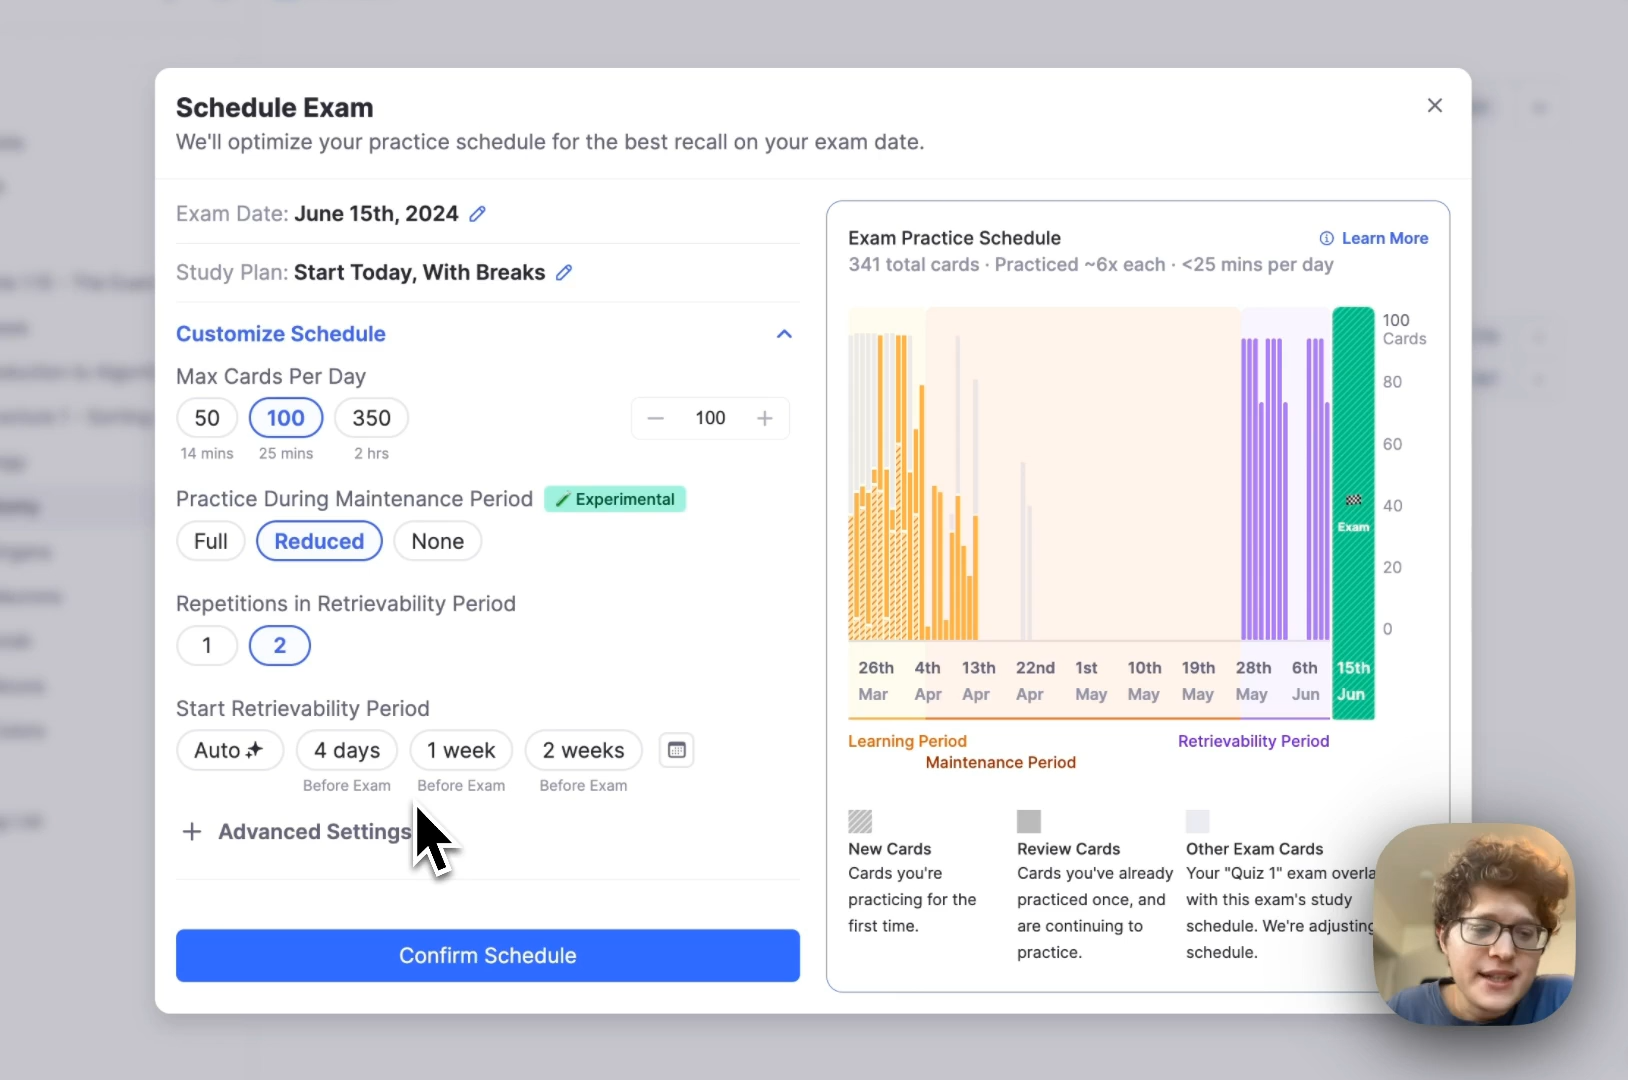 Schedule Exam
We'll optimize your practice schedule for the best recall on your exam date.
Exam Date: June 15th, 2024
Study Plan: Start Today, With Breaks
Customize Schedule
Max Cards Per Day
50 100 350
14 mins 25 mins 2 hrs
100
Practice During Maintenance Period Experimental
Full Reduced None
Repetitions in Retrievability Period
1 2
Start Retrievability Period
Auto 4 days 1 week 2 weeks
Before Exam Before Exam Before Exam
Advanced Settings
Confirm Schedule
Exam Practice Schedule Learn More
341 total cards · Practiced ~6x each · <25 mins per day
100
Cards
80
60
40
20
0
Exam
26th 4th 13th 22nd 1st 10th 19th 28th 6th 15th
Mar Apr Apr Apr May May May May Jun Jun
Learning Period Retrievability Period
Maintenance Period
New Cards
Cards you're
practicing for the
first time.
Review Cards
Cards you've already
practiced once, and
are continuing to
practice.
Other Exam Cards
Your "Quiz 1" exam overla
with this exam's study
schedule. We're adjusting
schedule.